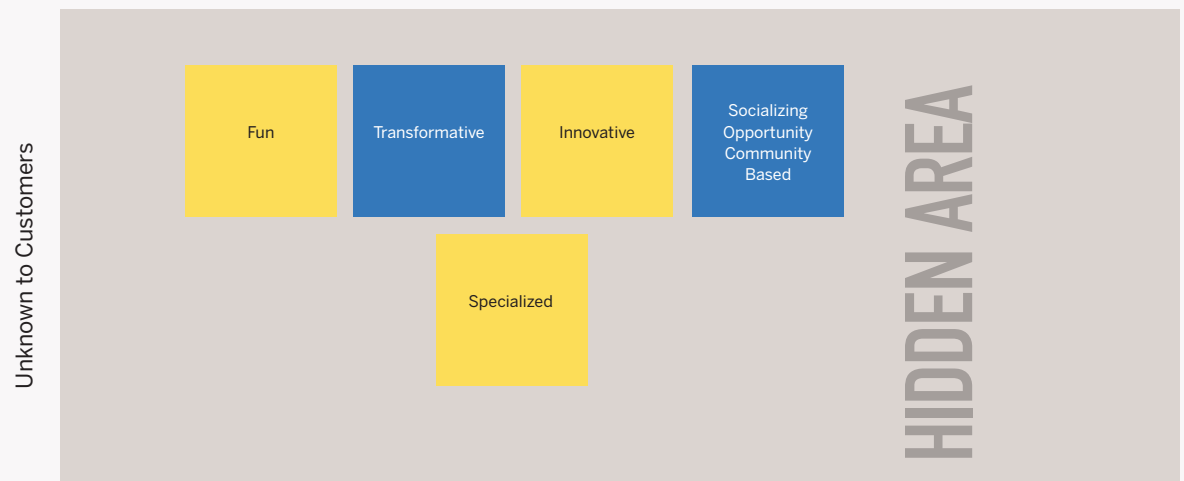 Unknown to Customers
Fun
Transformative
Innovative
Socializing
Opportunity
Community
Based
Specialized
HIDDEN AREA